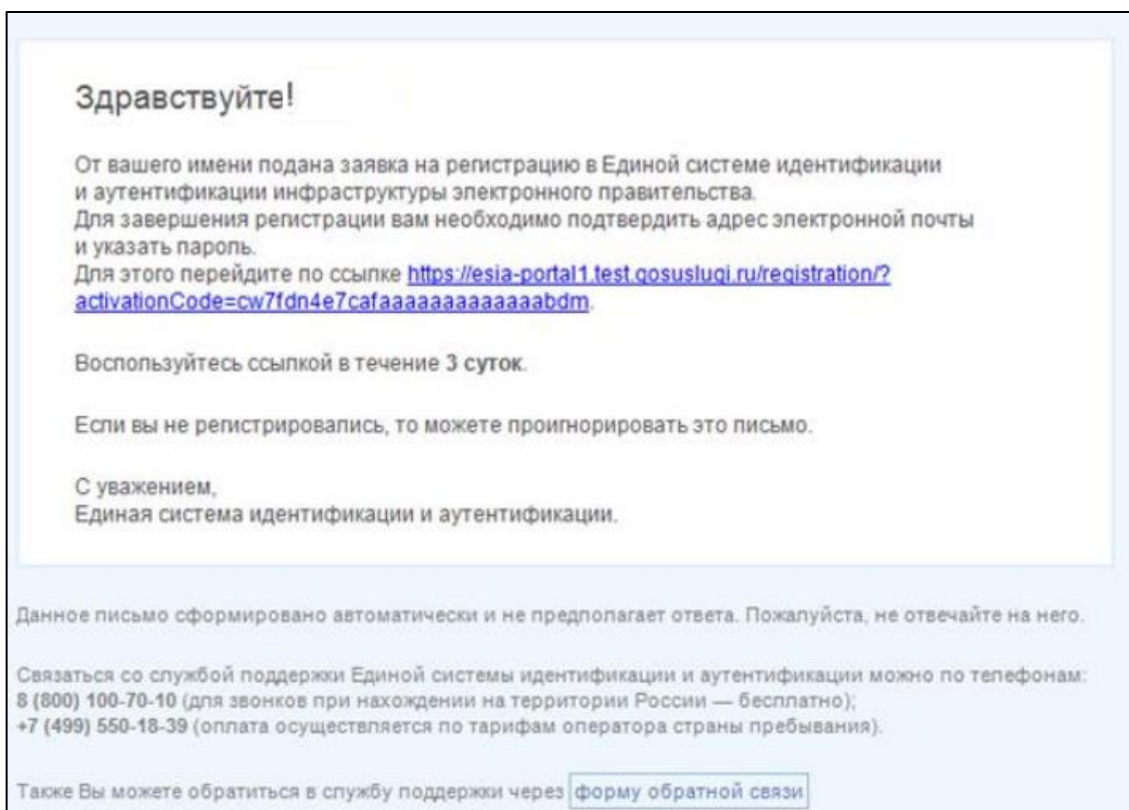 Здравствуйте!
От вашего имени подана заявка на регистрацию в Единой системе идентификации
и аутентификации инфраструктуры электронного правительства.
Для завершения регистрации вам необходимо подтвердить адрес электронной почты
и указать пароль.
Для этого перейдите по ссылке https://esia-portal1.test.gosuslugi.ru/registration/?
activationCode=cw7fdn4e7cafaaaaaaaaaaaaaabdm.
Воспользуйтесь ссылкой в течение 3 суток.
Если вы не регистрировались, то можете проигнорировать это письмо.
С уважением,
Единая система идентификации и аутентификации.
Данное письмо сформировано автоматически и не предполагает ответа. Пожалуйста, не отвечайте на него.
Связаться со службой поддержки Единой системы идентификации и аутентификации можно по телефонам:
8 (800) 100-70-10 (для звонков при нахождении на территории России — бесплатно);
+7 (499) 550-18-39 (оплата осуществляется по тарифам оператора страны пребывания).
Также Вы можете обратиться в службу поддержки через форму обратной связи